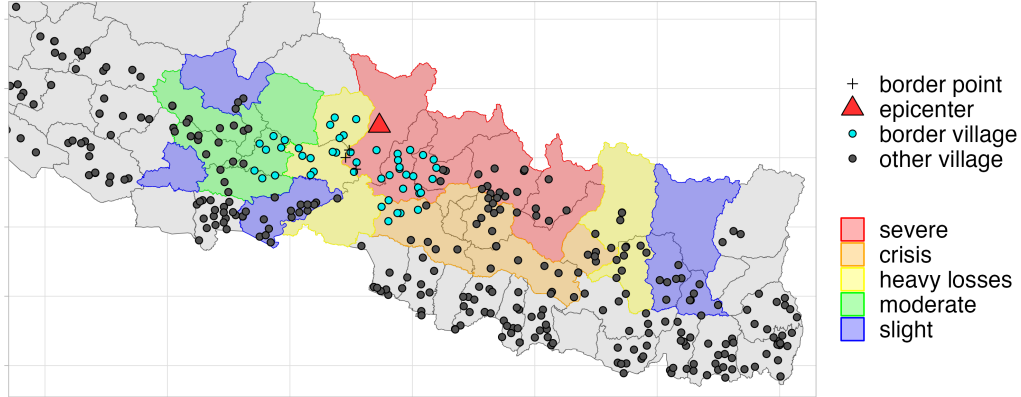 border point
epicenter
border village
other village
severe
crisis
heavy losses
moderate
slight